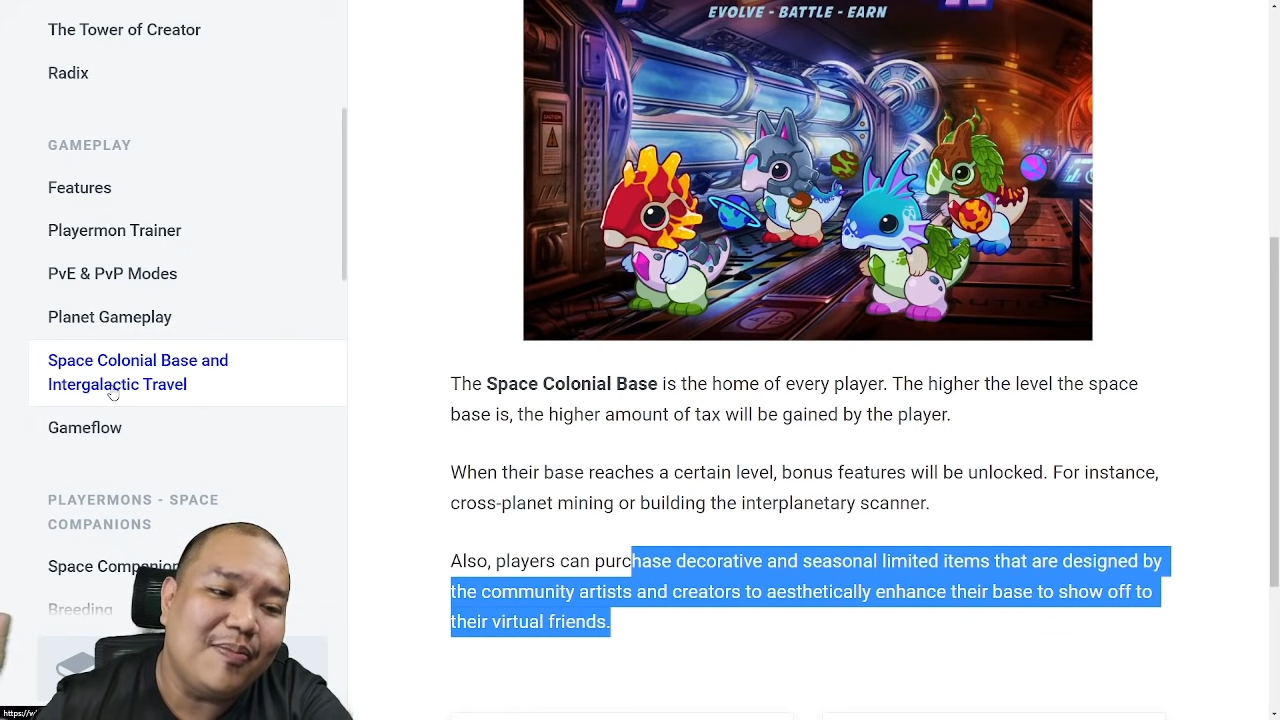 The Tower of Creator
Radix
GAMEPLAY
Features
Playermon Trainer
PvE & PvP Modes
Planet Gameplay
Space Colonial Base and
Intergalactic Travel
Gameflow
PLAYERMONS - SPACE
COMPANIONS
Space Companion
Breeding
EVOLVE - BATTLE - EARN
The Space Colonial Base is the home of every player. The higher the level the space
base is, the higher amount of tax will be gained by the player.
When their base reaches a certain level, bonus features will be unlocked. For instance,
cross-planet mining or building the interplanetary scanner.
Also, players can purchase decorative and seasonal limited items that are designed by
the community artists and creators to aesthetically enhance their base to show off to
their virtual friends.